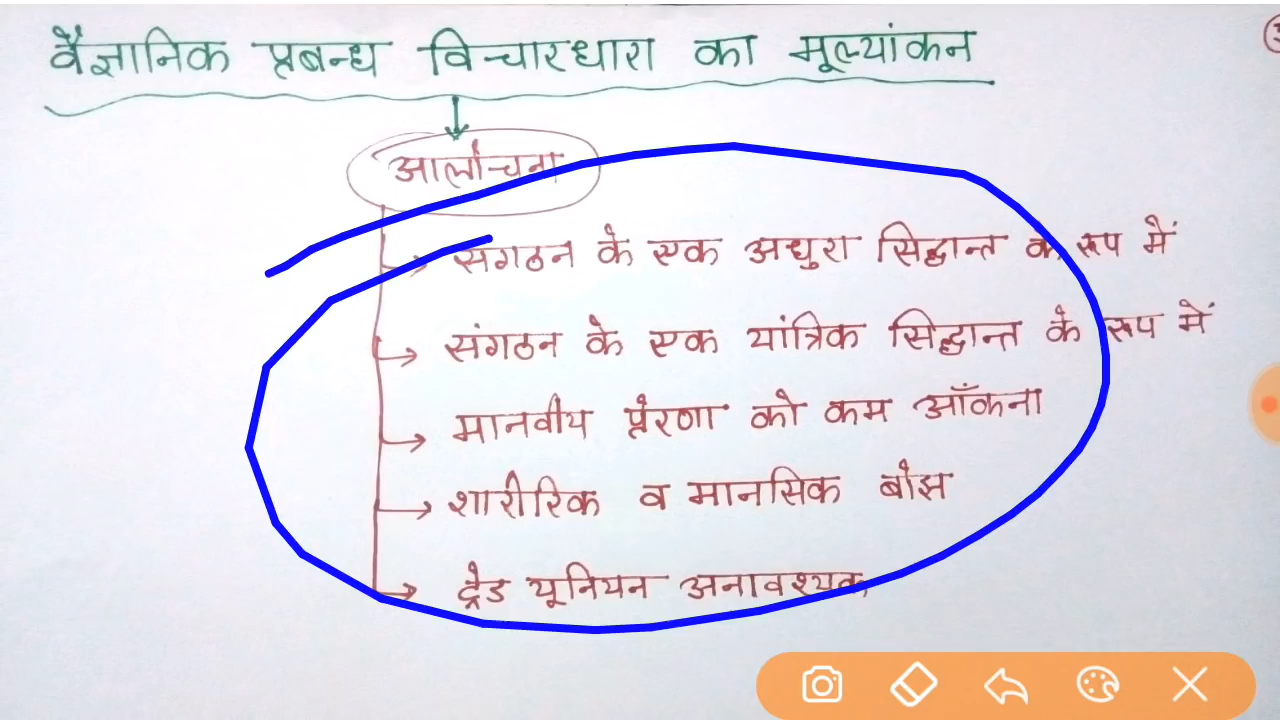 वैज्ञानिक प्रबन्ध विचारधारा का मूल्यांकन
आलोचना
संगठन के एक अधुरा सिद्धान्त के रूप में
संगठन के एक यांत्रिक सिद्धान्त के रूप में
मानवीय प्रेरणा को कम आँकना
शारीरिक व मानसिक बोझ
ट्रेड यूनियन अनावश्यक